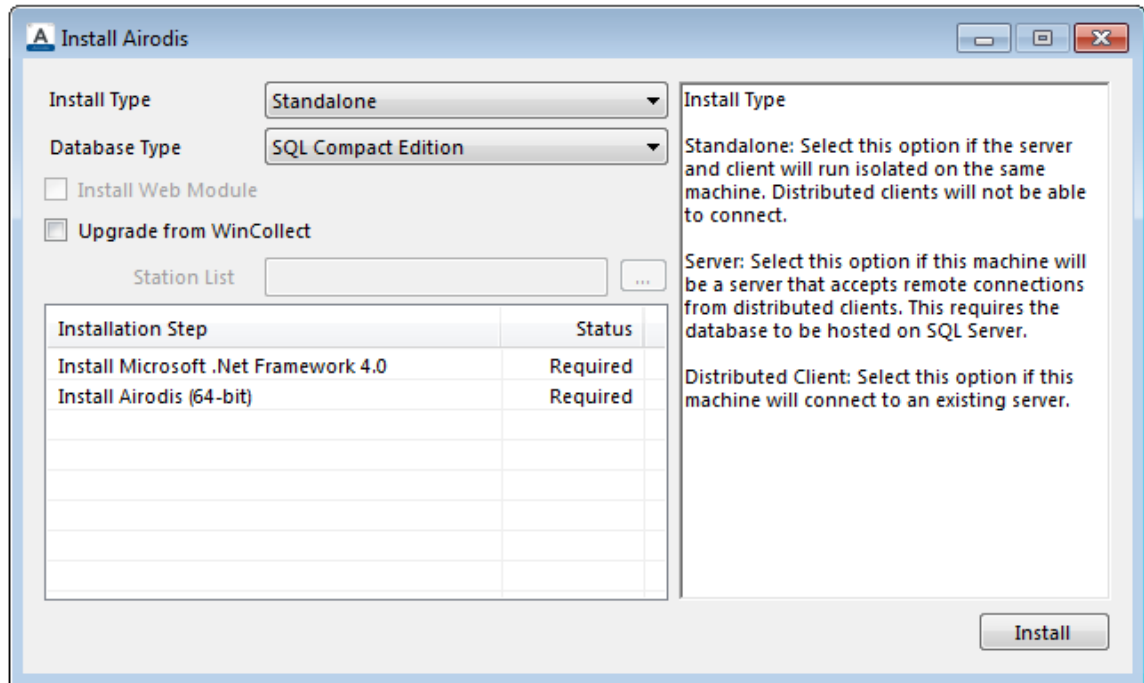 Install Airodis
Install Type
Standalone
Database Type
SQL Compact Edition
Install Web Module
Upgrade from WinCollect
Station List
...
Installation Step Status
Install Microsoft .Net Framework 4.0 Required
Install Airodis (64-bit) Required
Install Type
Standalone: Select this option if the server
and client will run isolated on the same
machine. Distributed clients will not be able
to connect.
Server: Select this option if this machine will
be a server that accepts remote connections
from distributed clients. This requires the
database to be hosted on SQL Server.
Distributed Client: Select this option if this
machine will connect to an existing server.
Install